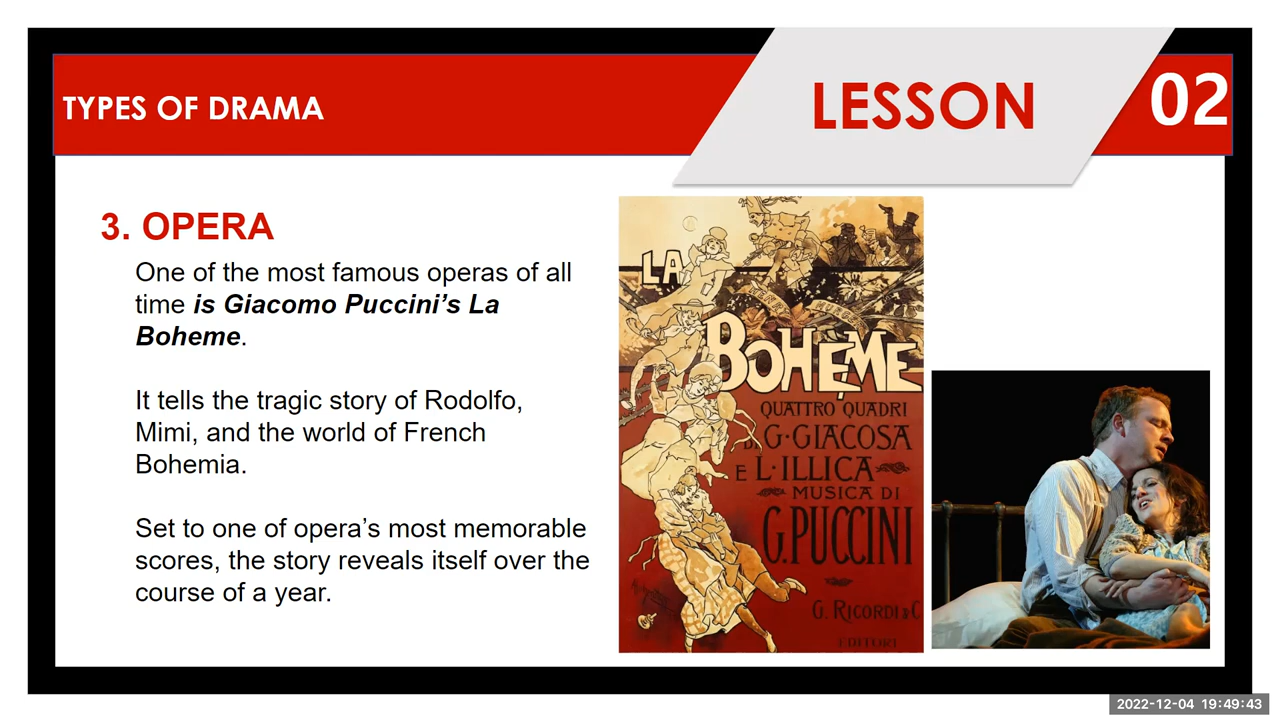 TYPES OF DRAMA
LESSON
02
3. OPERA
One of the most famous operas of all
time is Giacomo Puccini’s La
Boheme.
It tells the tragic story of Rodolfo,
Mimi, and the world of French
Bohemia.
Set to one of opera’s most memorable
scores, the story reveals itself over the
course of a year.
LA
BOHÈME
QUATTRO QUADRI
DI G·GIACOSA
E L·ILLICA
MUSICA DI
G.PUCCINI
G. RICORDI & C
EDITORI
2022-12-04 19:49:43